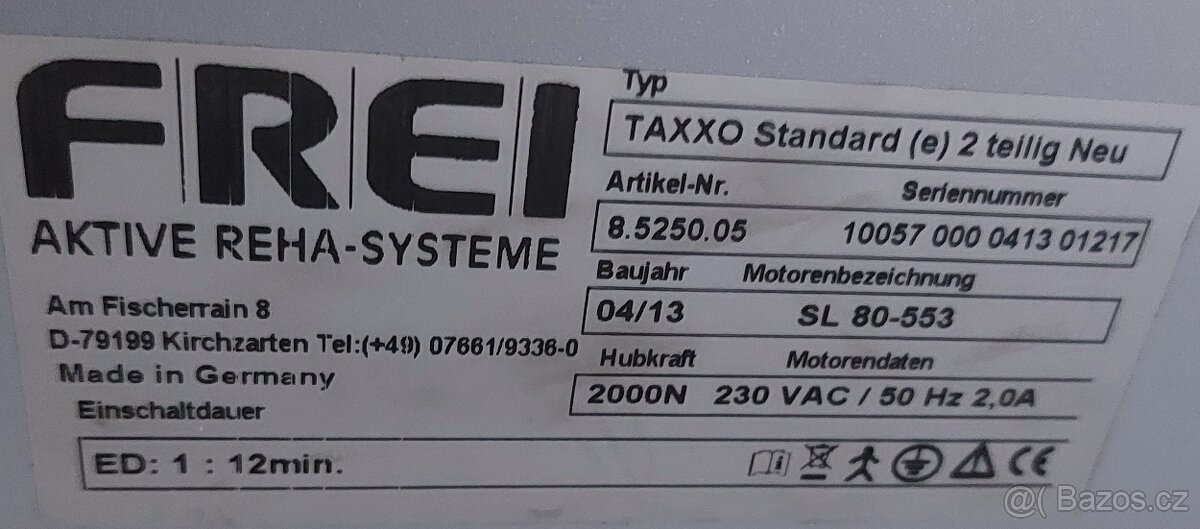 FREI
AKTIVE REHA-SYSTEME
Am Fischerrain 8
D-79199 Kirchzarten Tel:(+49) 07661/9336-0
Made in Germany
Einschaltdauer
ED: 1 : 12min.
Typ
TAXXO Standard (e) 2 teilig Neu
Artikel-Nr. Seriennummer
8.5250.05 10057 000 0413 01217
Baujahr Motorenbezeichnung
04/13 SL 80-553
Hubkraft Motorendaten
2000N 230 VAC / 50 Hz 2,0A
CE
@( Bazos.cz